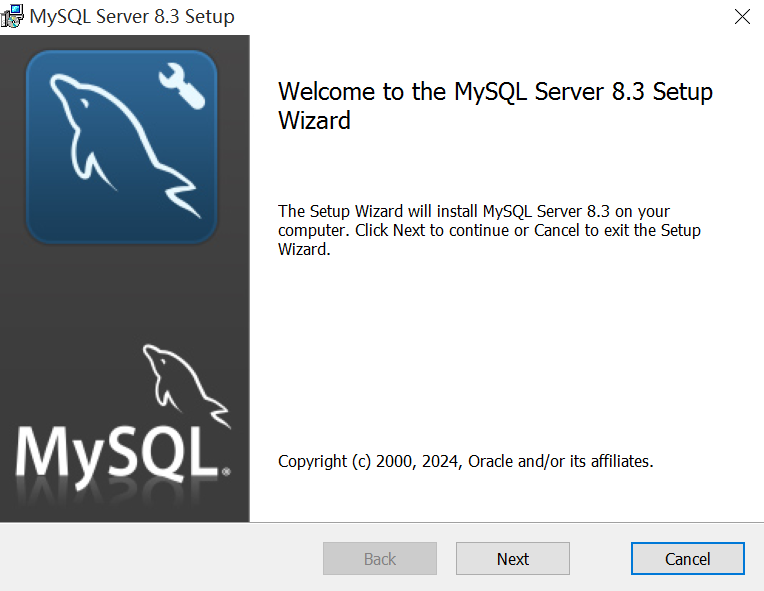 MySQL Server 8.3 Setup
Welcome to the MySQL Server 8.3 Setup
Wizard
The Setup Wizard will install MySQL Server 8.3 on your
computer. Click Next to continue or Cancel to exit the Setup
Wizard.
MySQL®
Copyright (c) 2000, 2024, Oracle and/or its affiliates.
Back
Next
Cancel